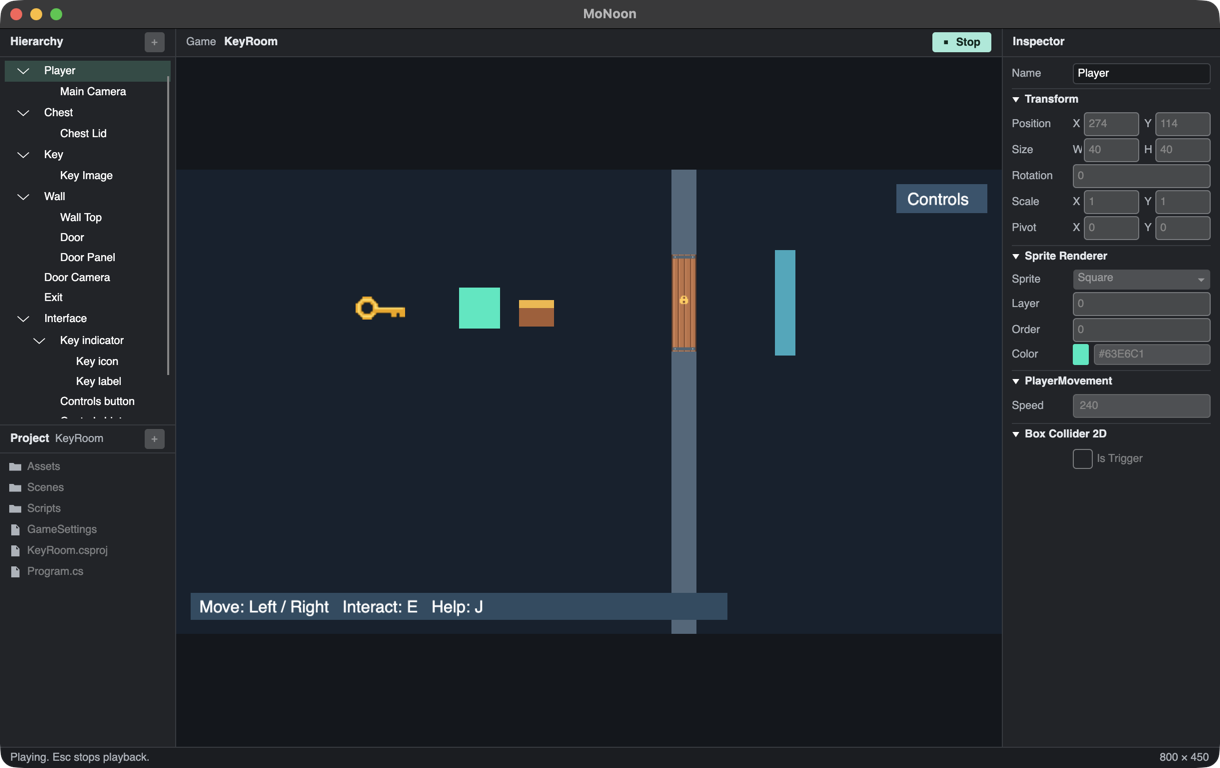 MoNoon
Hierarchy +
Game KeyRoom
Stop
Inspector
Player
Main Camera
Chest
Chest Lid
Key
Key Image
Wall
Wall Top
Door
Door Panel
Door Camera
Exit
Interface
Key indicator
Key icon
Key label
Controls button
Project KeyRoom +
Assets
Scenes
Scripts
GameSettings
KeyRoom.csproj
Program.cs
Controls
Move: Left / Right Interact: E Help: J
Name Player
Transform
Position X 274 Y 114
Size W 40 H 40
Rotation 0
Scale X 1 Y 1
Pivot X 0 Y 0
Sprite Renderer
Sprite Square
Layer 0
Order 0
Color #63E6C1
PlayerMovement
Speed 240
Box Collider 2D
Is Trigger
Playing. Esc stops playback.
800 × 450